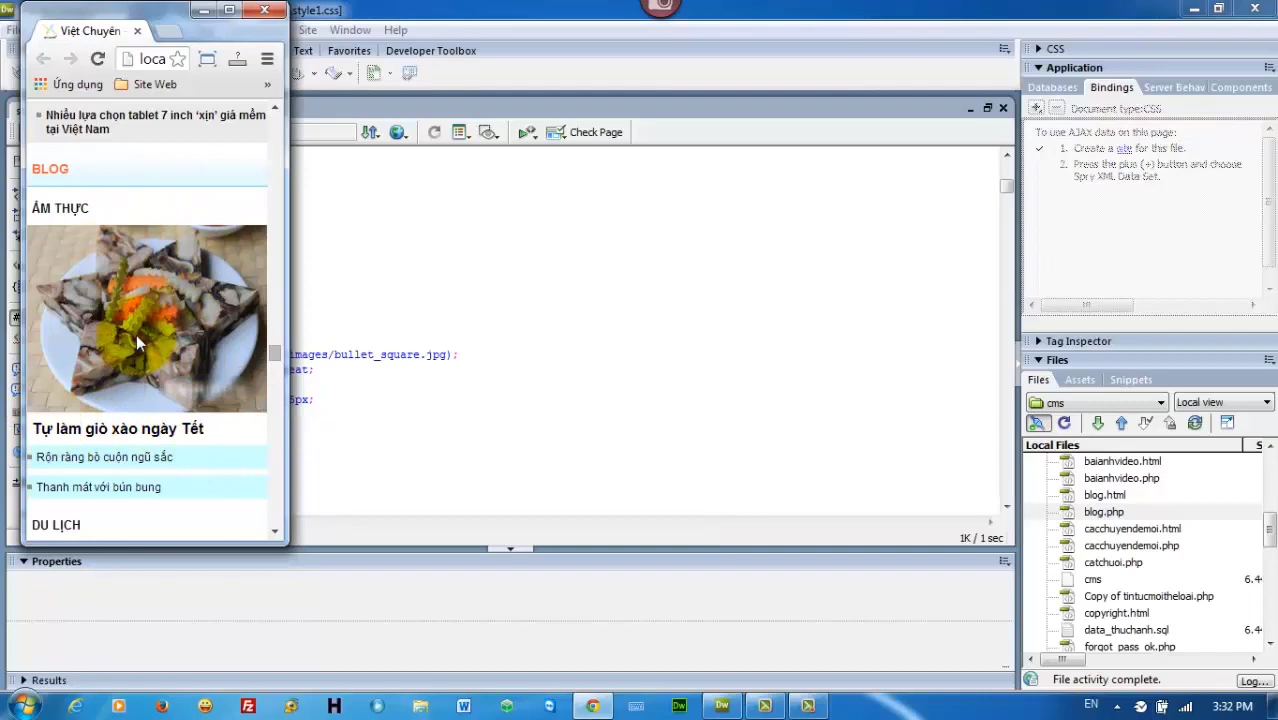 style1.css]
Việt Chuyên
loca
Ứng dụng
Site Web
»
Nhiều lựa chọn tablet 7 inch ‘xịn’ giá mềm
tại Việt Nam
BLOG
ẨM THỰC
Tự làm giò xào ngày Tết
Rộn ràng bò cuộn ngũ sắc
Thanh mát với bún bung
DU LỊCH
Site Window Help
Text Favorites Developer Toolbox
Check Page
images/bullet_square.jpg);
eat;
5px;
1K / 1 sec
Properties
Results
CSS
Application
Databases Bindings Server Behav Components
Document type:CSS
To use AJAX data on this page:
1. Create a site for this file.
2. Press the plus (+) button and choose
Spry XML Data Set.
Tag Inspector
Files
Files Assets Snippets
cms
Local view
Local Files
S
baianhvideo.html
baianhvideo.php
blog.html
blog.php
cacchuyendemoi.html
cacchuyendemoi.php
catchuoi.php
cms
6.4
Copy of tintucmoitheloai.php
copyright.html
data_thuchanh.sql
6.4
forgot_pass_ok.php
File activity complete.
Log...
EN
3:32 PM